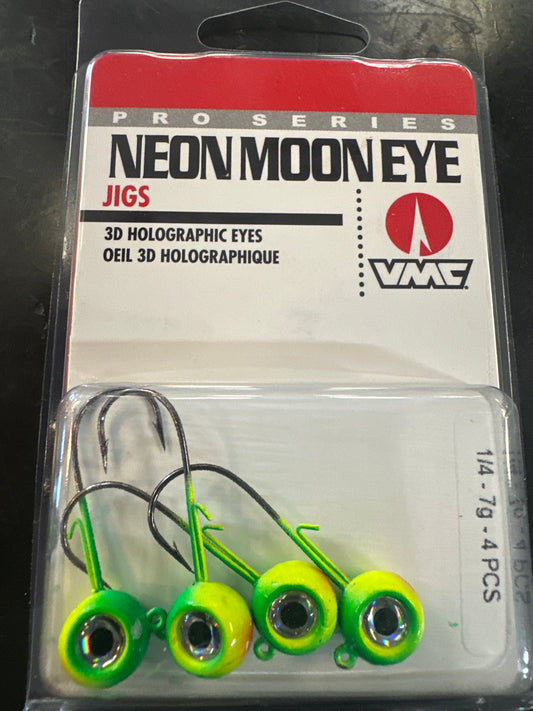 PRO SERIES
NEON MOON EYE
JIGS
3D HOLOGRAPHIC EYES
OEIL 3D HOLOGRAPHIQUE
VMC
1/4 - 7g - 4 PCS